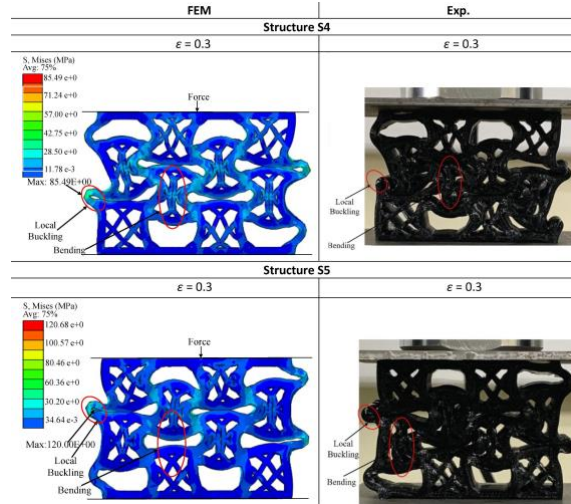 FEM
Exp.
Structure S4
ε = 0.3
ε = 0.3
S, Mises (MPa)
Avg: 75%
85.49 e+0
71.24 e+0
57.00 e+0
42.75 e+0
28.50 e+0
11.78 e-3
Max: 85.49E+00
Force
Local
Buckling
Bending
Local
Buckling
Bending
Structure S5
ε = 0.3
ε = 0.3
S, Mises (MPa)
Avg: 75%
120.68 e+0
100.57 e+0
80.46 e+0
60.36 e+0
30.20 e+0
34.64 e-3
Max:120.00E+00
Force
Local
Buckling
Bending
Local
Buckling
Bending